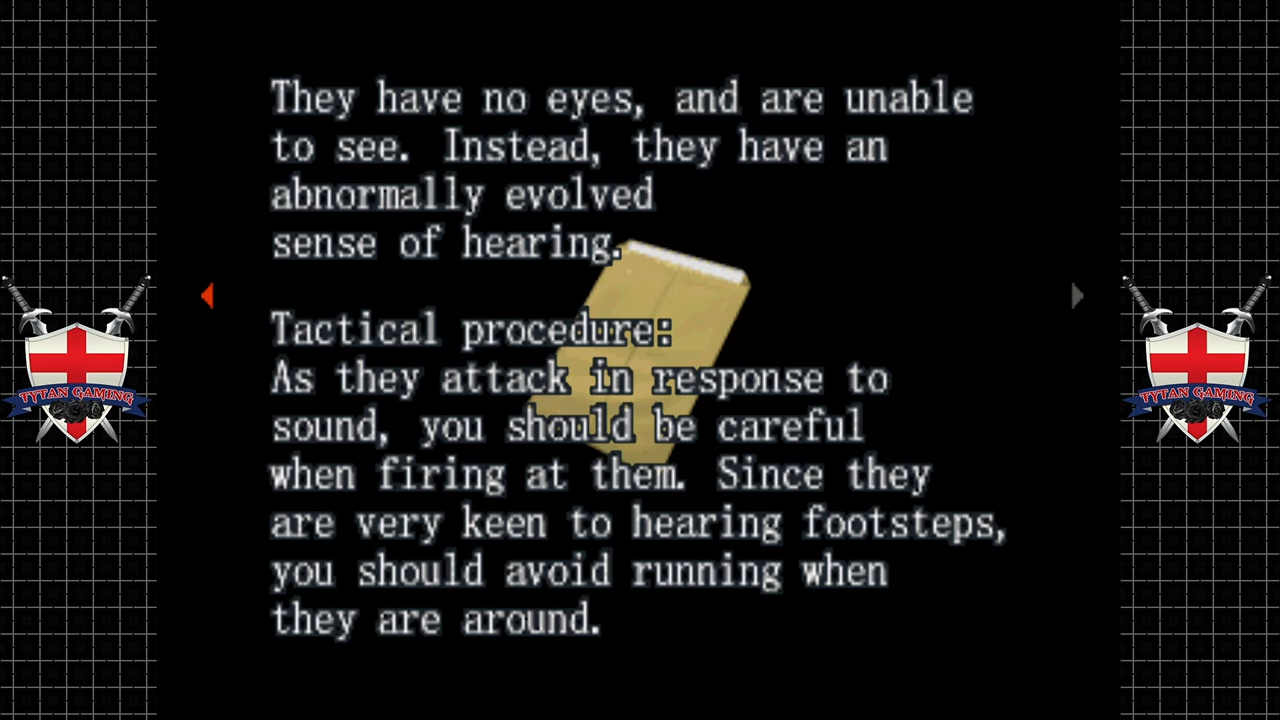 They have no eyes, and are unable
to see. Instead, they have an
abnormally evolved
sense of hearing.
Tactical procedure:
As they attack in response to
sound, you should be careful
when firing at them. Since they
are very keen to hearing footsteps,
you should avoid running when
they are around.
TYTAN GAMING
TYTAN GAMING